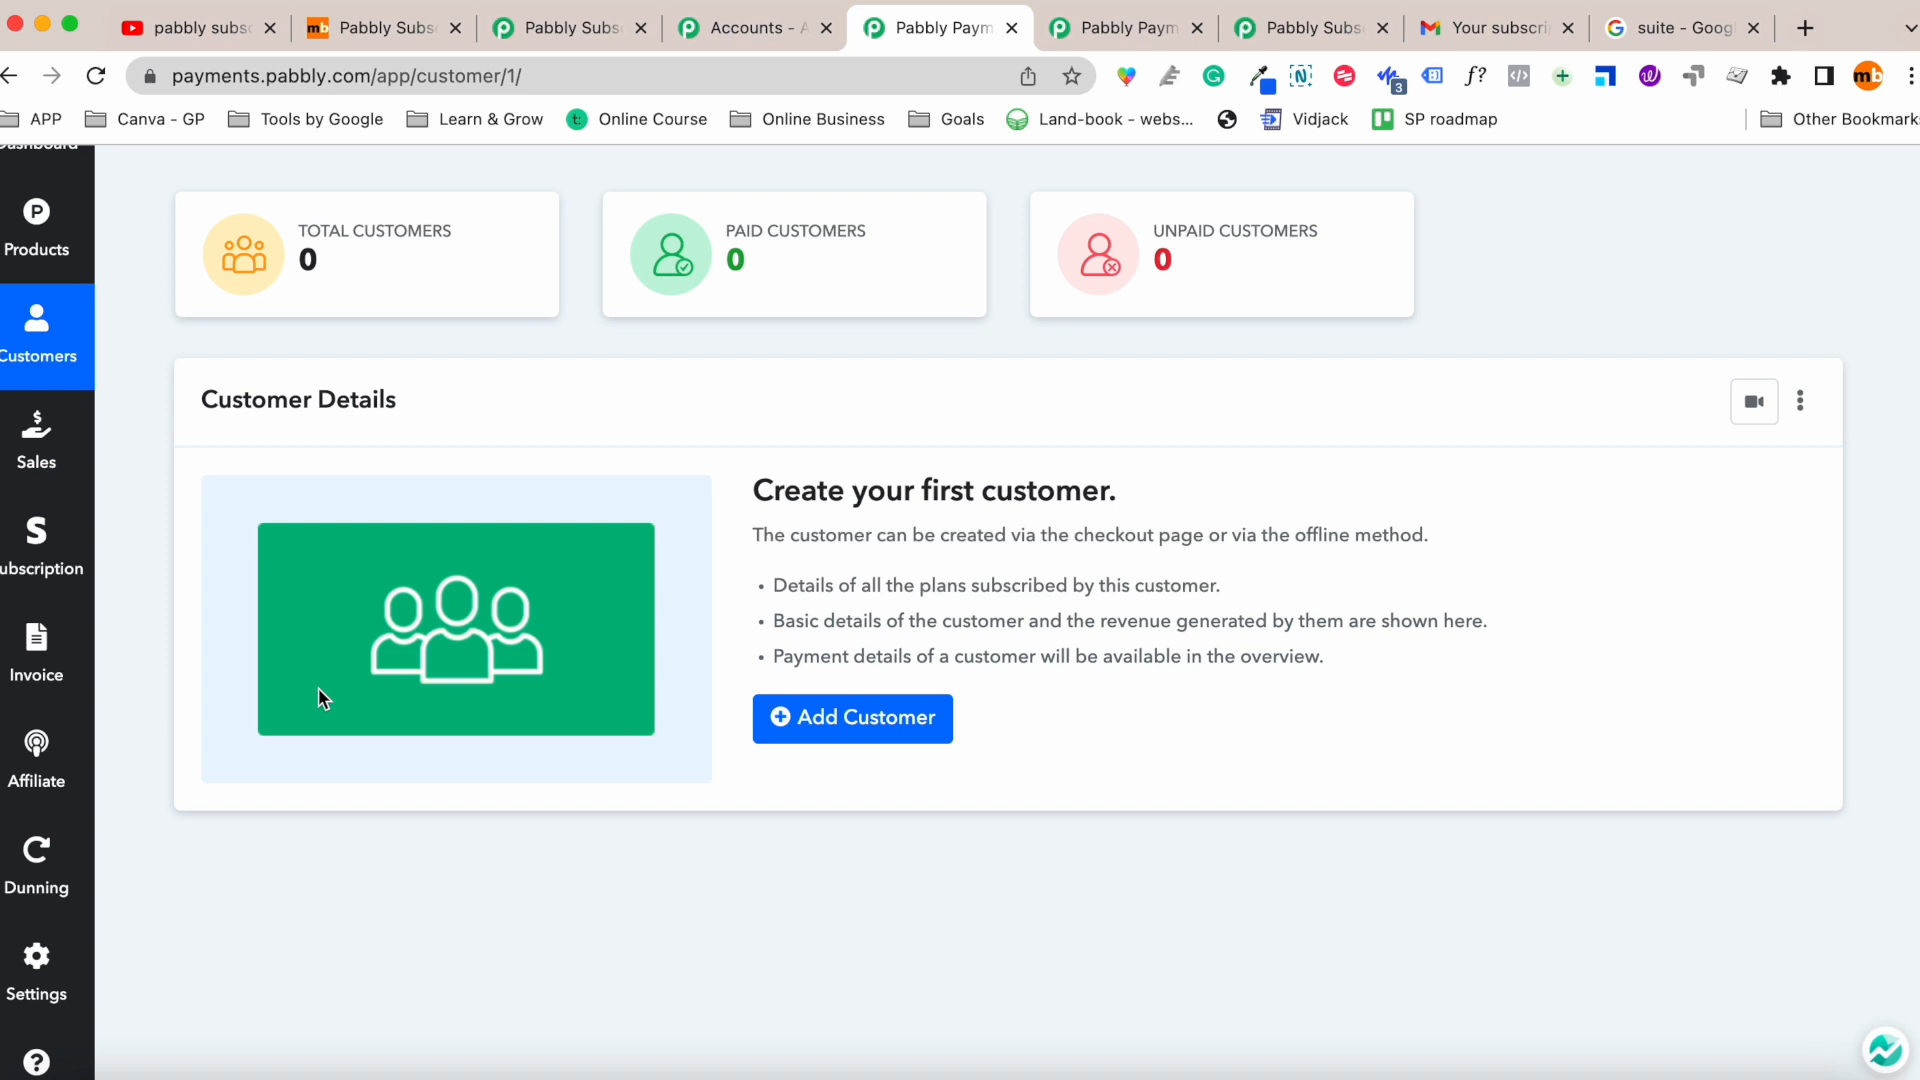 pabbly subs
Pabbly Subs
Pabbly Subs
Accounts - A
Pabbly Paym
Pabbly Paym
Pabbly Subs
Your subscri
suite - Goog
payments.pabbly.com/app/customer/1/
3
f?
mb
APP
Canva - GP
Tools by Google
Learn & Grow
Online Course
Online Business
Goals
Land-book - webs...
Vidjack
SP roadmap
Other Bookmark
Dashboard
Products
Customers
Sales
ubscription
Invoice
Affiliate
Dunning
Settings
TOTAL CUSTOMERS
0
PAID CUSTOMERS
0
UNPAID CUSTOMERS
0
Customer Details
Create your first customer.
The customer can be created via the checkout page or via the offline method.
• Details of all the plans subscribed by this customer.
• Basic details of the customer and the revenue generated by them are shown here.
• Payment details of a customer will be available in the overview.
Add Customer